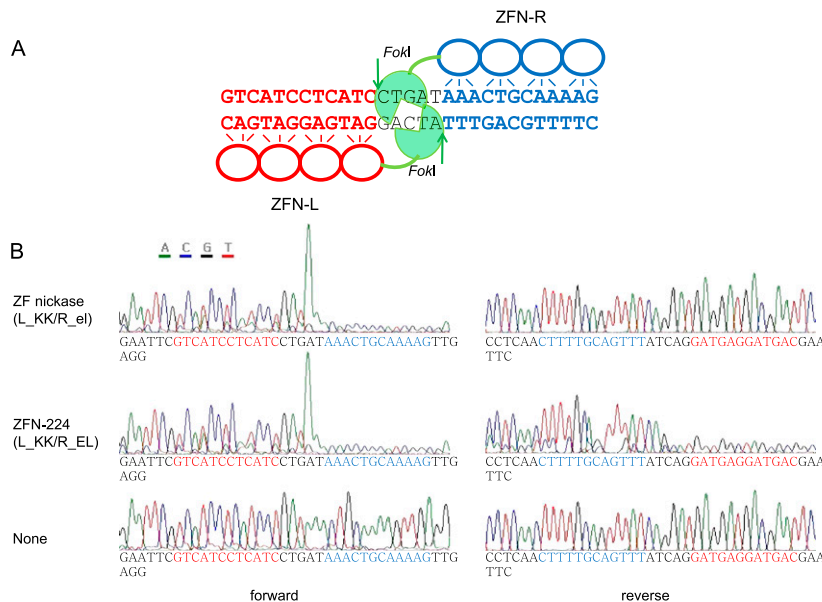 ZFN-R
A
FokI
GTCATCCTCATCCTGATAAACTGCAAAAG
CAGTAGGAGTAGGACTATTTGACGTTTTC
FokI
ZFN-L
B
A C G T
ZF nickase
(L_KK/R_el)
GAATTCGTCATCCTCATCCTGATAAACTGCAAAAGTTG
AGG
CCTCAACTTTTGCAGTTTATCAGGATGAGGATGACGAA
TTC
ZFN-224
(L_KK/R_EL)
GAATTCGTCATCCTCATCCTGATAAACTGCAAAAGTTG
AGG
CCTCAACTTTTGCAGTTTATCAGGATGAGGATGACGAA
TTC
None
GAATTCGTCATCCTCATCCTGATAAACTGCAAAAGTTG
AGG
CCTCAACTTTTGCAGTTTATCAGGATGAGGATGACGAA
TTC
forward
reverse